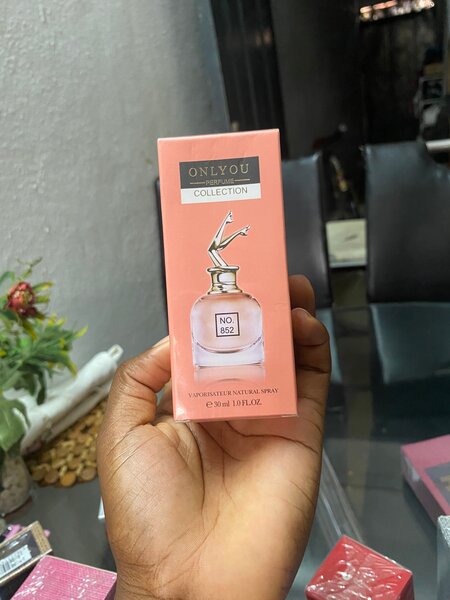 ONLYOU
PERFUME
COLLECTION
NO.
852
VAPORISATEUR NATURAL SPRAY
℮ 30 ml 1.0 FL.OZ.